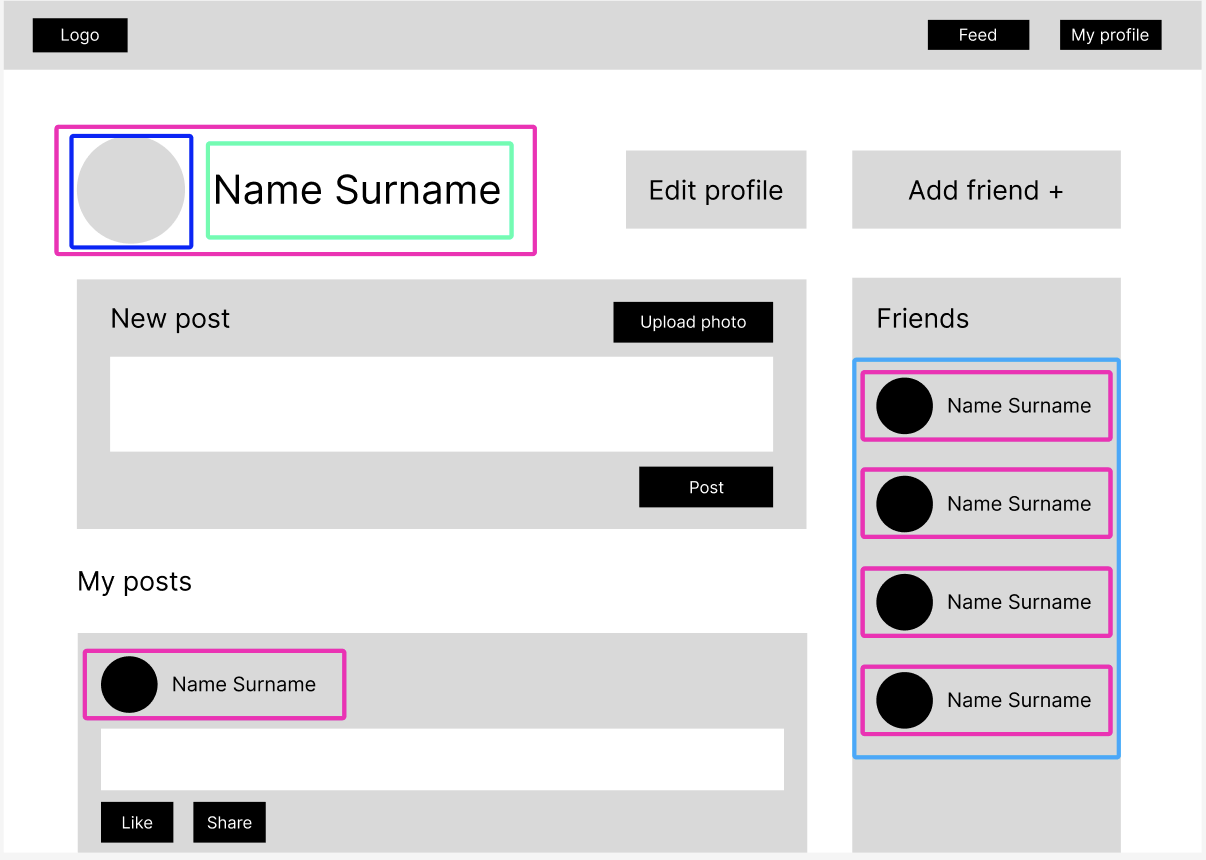 Logo
Feed
My profile
Name Surname
Edit profile
Add friend +
New post
Upload photo
Post
Friends
Name Surname
Name Surname
Name Surname
Name Surname
My posts
Name Surname
Like
Share